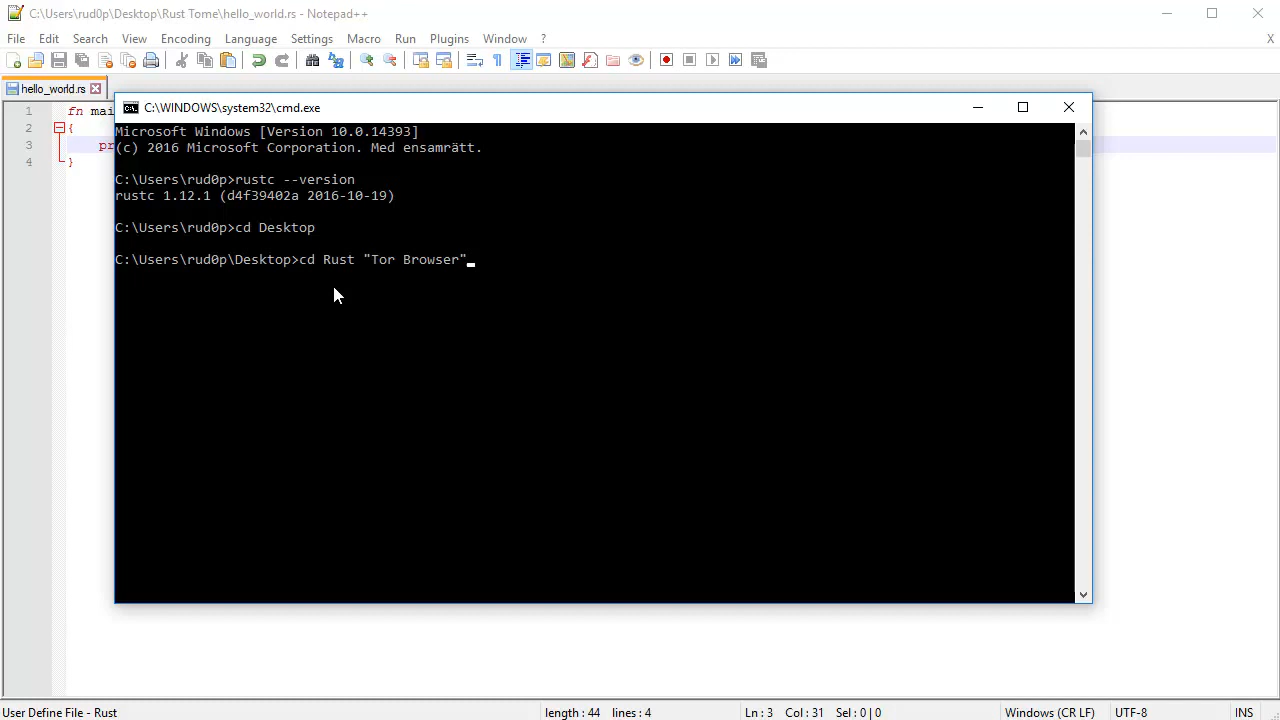 C:\Users\rud0p\Desktop\Rust Tome\hello_world.rs - Notepad++
File Edit Search View Encoding Language Settings Macro Run Plugins Window ? X
hello_world.rs
1 fn mai
2 {
3 pr
4 }
C:\WINDOWS\system32\cmd.exe
Microsoft Windows [Version 10.0.14393]
(c) 2016 Microsoft Corporation. Med ensamrätt.
C:\Users\rud0p>rustc --version
rustc 1.12.1 (d4f39402a 2016-10-19)
C:\Users\rud0p>cd Desktop
C:\Users\rud0p\Desktop>cd Rust "Tor Browser"
User Define File - Rust length : 44 lines : 4 Ln : 3 Col : 31 Sel : 0 | 0 Windows (CR LF) UTF-8 INS